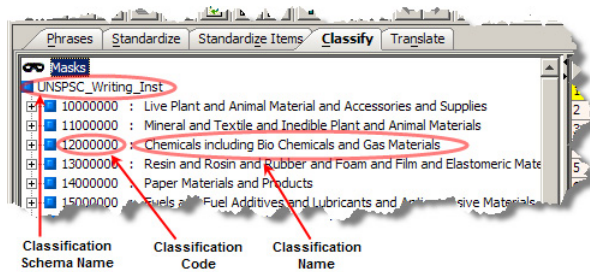 Phrases Standardize Standardize Items Classify Translate
Masks
UNSPSC_Writing_Inst
10000000 : Live Plant and Animal Material and Accessories and Supplies
11000000 : Mineral and Textile and Inedible Plant and Animal Materials
12000000 : Chemicals including Bio Chemicals and Gas Materials
13000000 : Resin and Rosin and Rubber and Foam and Film and Elastomeric Mate
14000000 : Paper Materials and Products
15000000 : Fuels and Fuel Additives and Lubricants and
2
5
Classification Schema Name
Classification Code
Classification Name